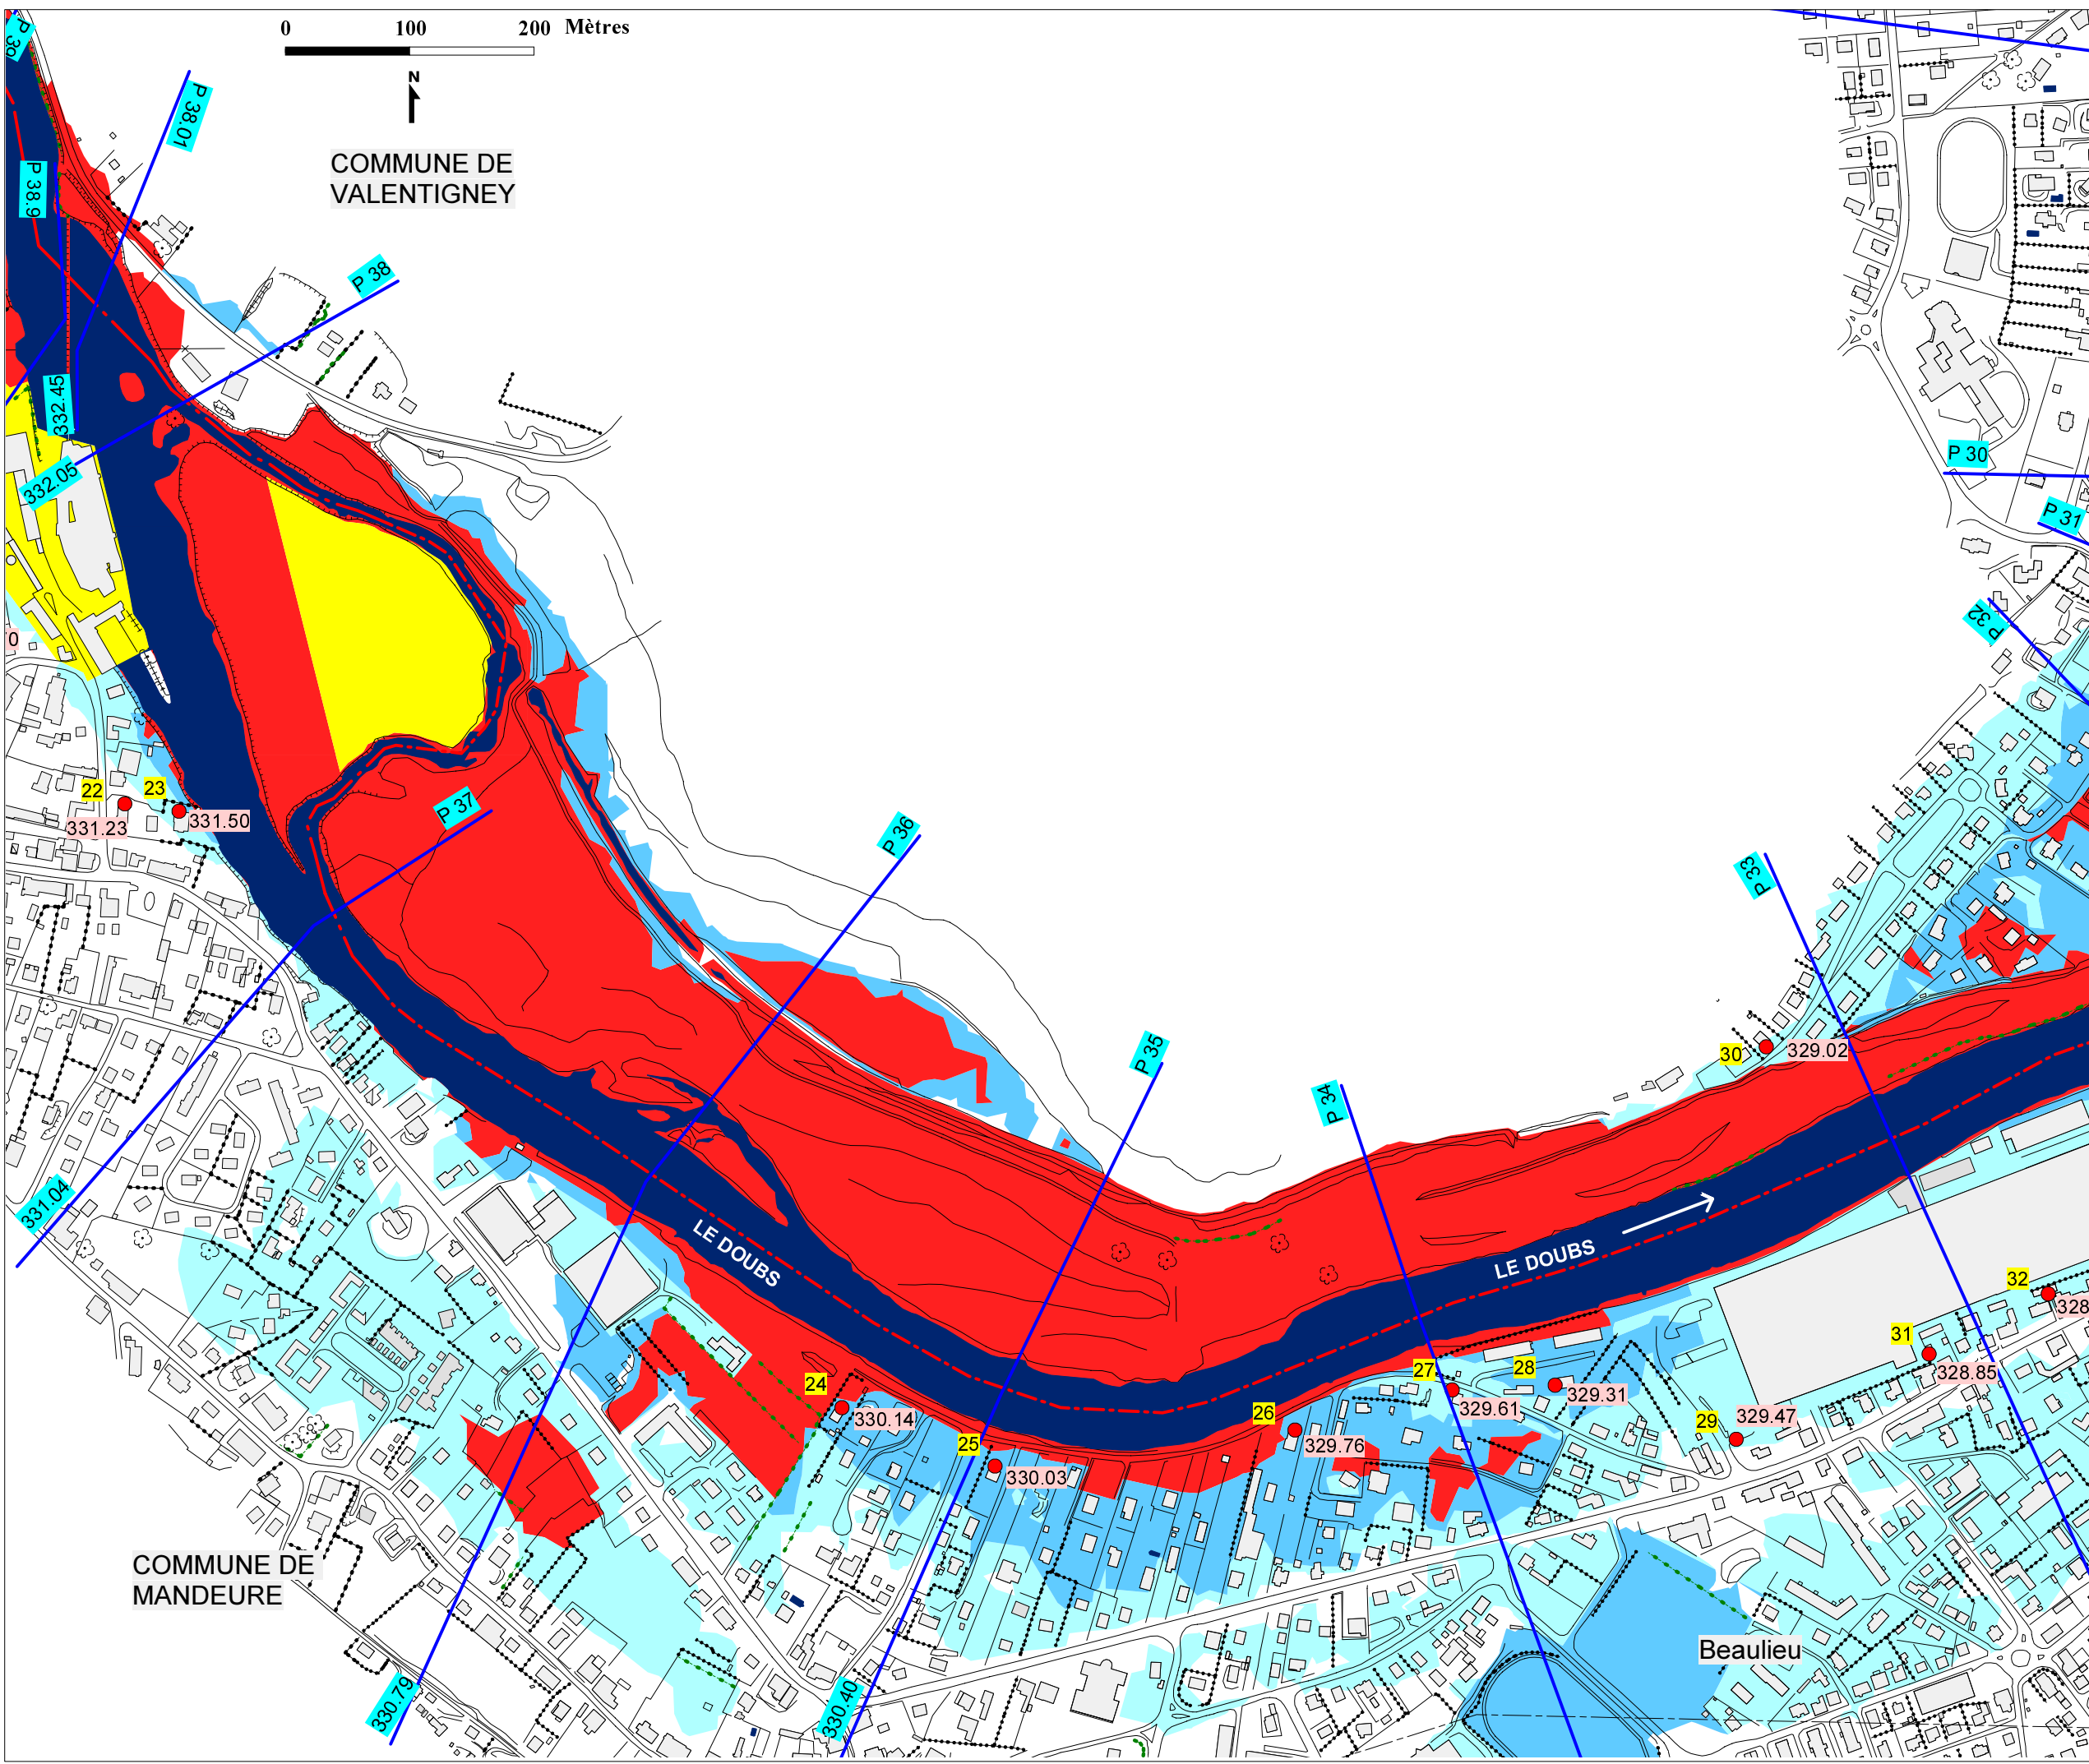 0 100 200 Mètres
N
P 39
P 38.01
COMMUNE DE
VALENTIGNEY
P 38.9
P 38
332.45
332.05
P 30
P 31
P 32
0
22
23
331.23
331.50
P 37
P 36
P 33
30
329.02
P 35
P 34
331.04
LE DOUBS
LE DOUBS
32
328
31
328.85
27
28
24
329.31
329.61
330.14
26
29
329.47
25
329.76
330.03
COMMUNE DE
MANDEURE
Beaulieu
330.79
330.40